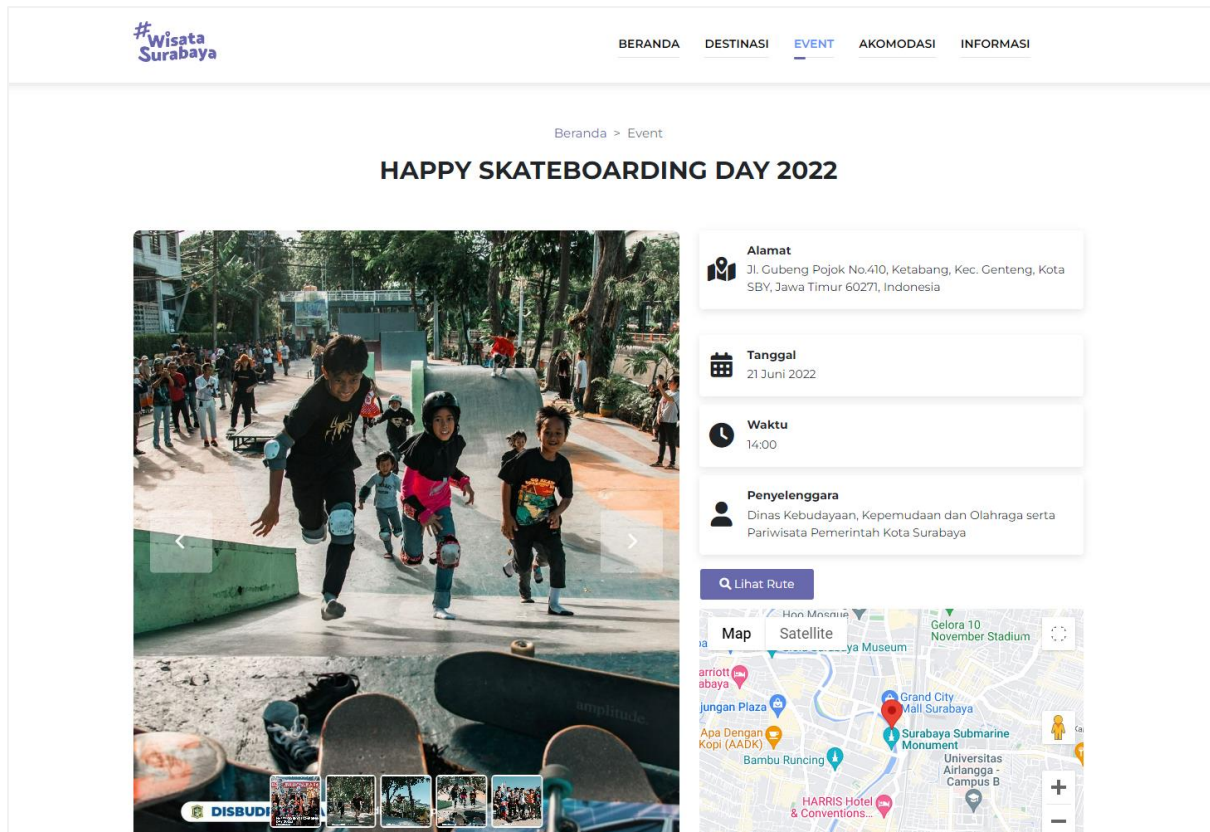 #Wisata
Surabaya
BERANDA DESTINASI EVENT AKOMODASI INFORMASI
Beranda > Event
HAPPY SKATEBOARDING DAY 2022
Alamat
Jl. Gubeng Pojok No.410, Ketabang, Kec. Genteng, Kota
SBY, Jawa Timur 60271, Indonesia
Tanggal
21 Juni 2022
Waktu
14:00
Penyelenggara
Dinas Kebudayaan, Kepemudaan dan Olahraga serta
Pariwisata Pemerintah Kota Surabaya
Lihat Rute
amplitude.
DISBUD
Map Satellite
Mosque
Gelora 10
November Stadium
Museum
Grand City
Mall Surabaya
Plaza
Apa Dengan
Kopi (AADK)
Surabaya Submarine
Monument
Bambu Runcing
Universitas
Airlangga -
Campus B
HARRIS Hotel
& Conventions...